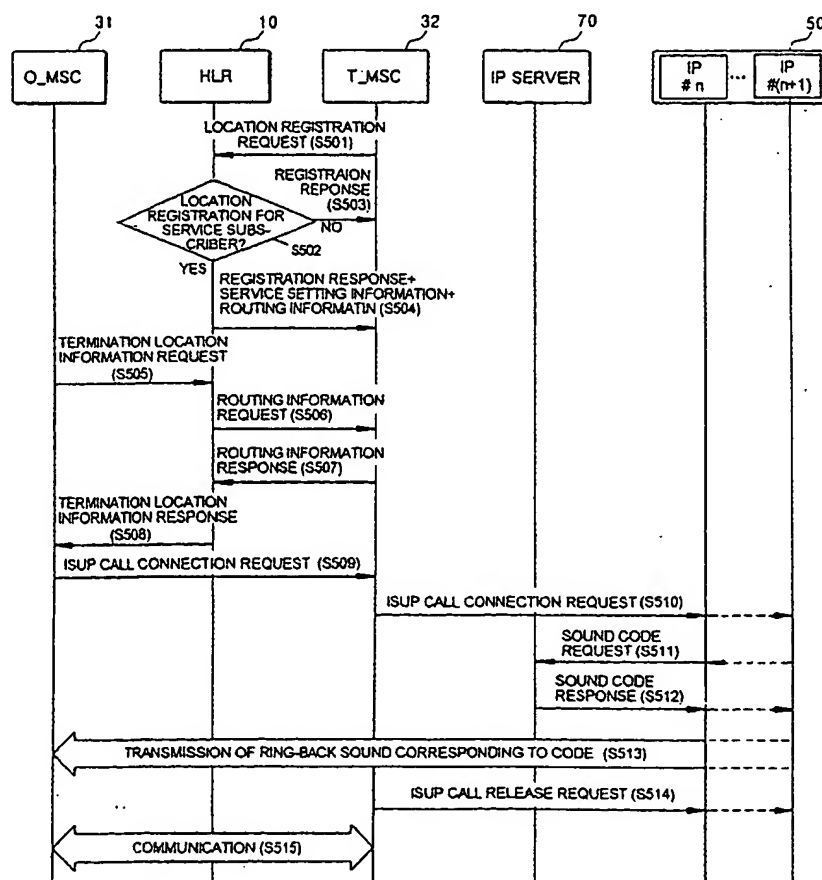 31
10
32
70
50
O_MSC
HLR
T_MSC
IP SERVER
IP
# n
...
IP
#(n+1)
LOCATION REGISTRATION
REQUEST (S501)
REGISTRAION
REPONSE
(S503)
LOCATION
REGISTRATION FOR
SERVICE SUBS-
CRIBER?
NO
S502
YES
REGISTRATION RESPONSE+
SERVICE SETTING INFORMATION+
ROUTING INFORMATIN (S504)
TERMINATION LOCATION
INFORMATION REQUEST
(S505)
ROUTING INFORMATION
REQUEST (S506)
ROUTING INFORMATION
RESPONSE (S507)
TERMINATION LOCATION
INFORMATION RESPONSE
(S508)
ISUP CALL CONNECTION REQUEST (S509)
ISUP CALL CONNECTION REQUEST (S510)
SOUND CODE
REQUEST (S511)
SOUND CODE
RESPONSE (S512)
TRANSMISSION OF RING-BACK SOUND CORRESPONDING TO CODE (S513)
ISUP CALL RELEASE REQUEST (S514)
COMMUNICATION (S515)